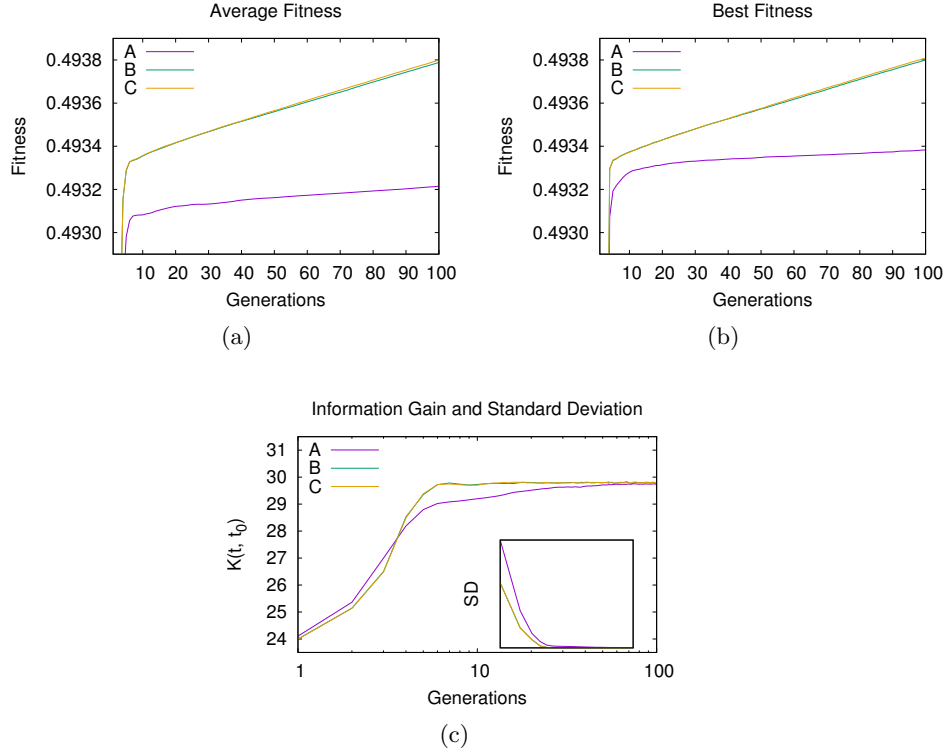 Average Fitness
A
B
C
0.4938
0.4936
0.4934
0.4932
0.4930
Fitness
10 20 30 40 50 60 70 80 90 100
Generations
(a)
Best Fitness
A
B
C
0.4938
0.4936
0.4934
0.4932
0.4930
Fitness
10 20 30 40 50 60 70 80 90 100
Generations
(b)
Information Gain and Standard Deviation
A
B
C
31
30
29
28
27
26
25
24
K(t, t0)
SD
1 10 100
Generations
(c)